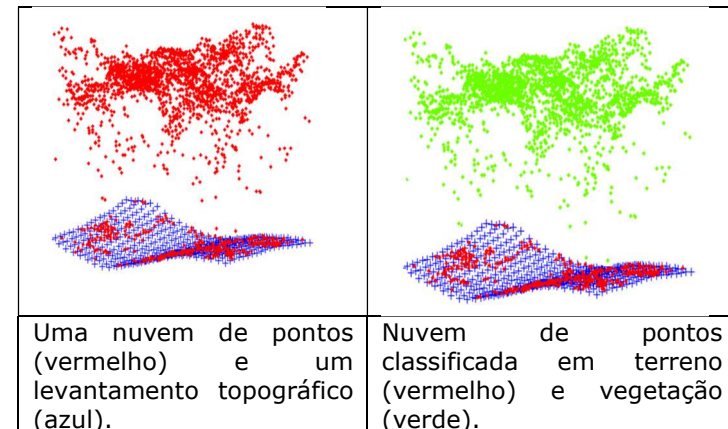 Uma nuvem de pontos
(vermelho) e um
levantamento topográfico
(azul).
Nuvem de pontos
classificada em terreno
(vermelho) e vegetação
(verde).